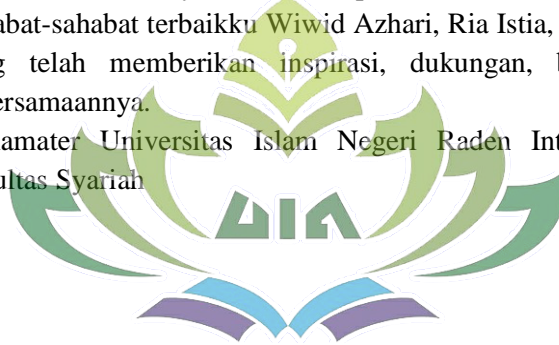 abat-sahabat terbaikku Wiwid Azhari, Ria Istia,
telah memberikan inspirasi, dukungan,
ersamaannya.
amater Universitas Islam Negeri Raden Int
ultas Syariah
UIN